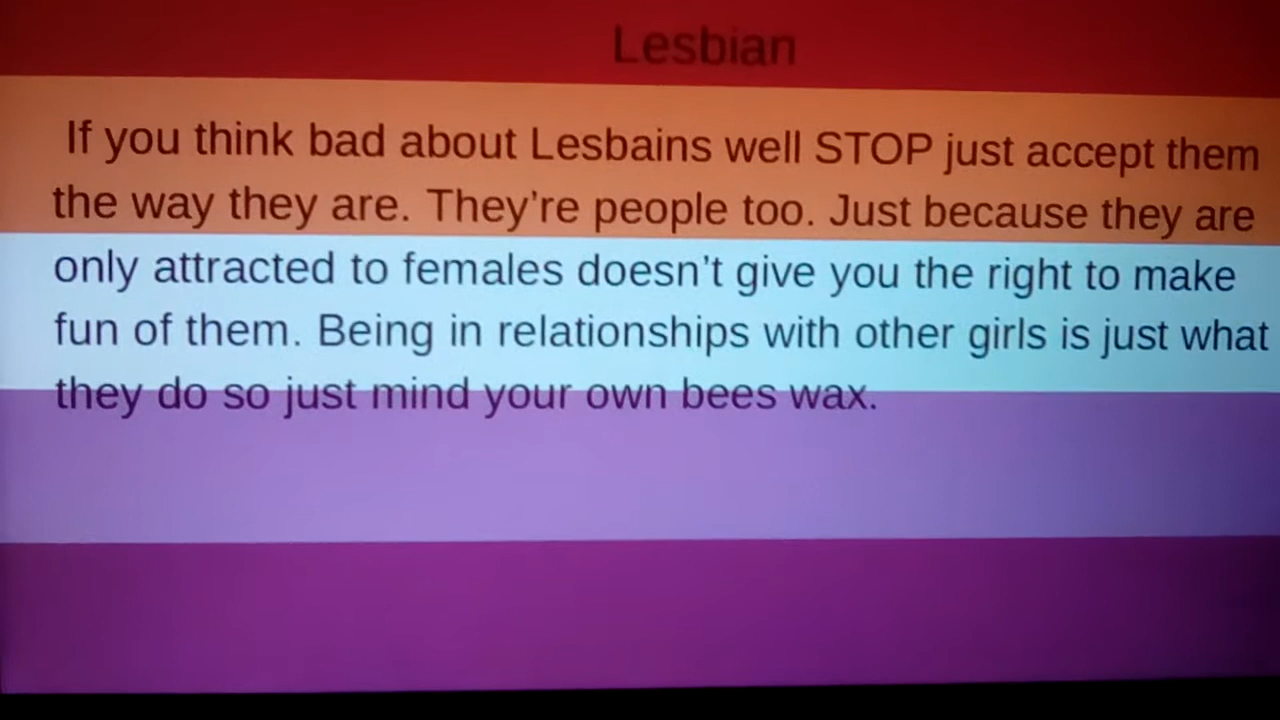 Lesbian
If you think bad about Lesbains well STOP just accept them
the way they are. They're people too. Just because they are
only attracted to females doesn't give you the right to make
fun of them. Being in relationships with other girls is just what
they do so just mind your own bees wax.